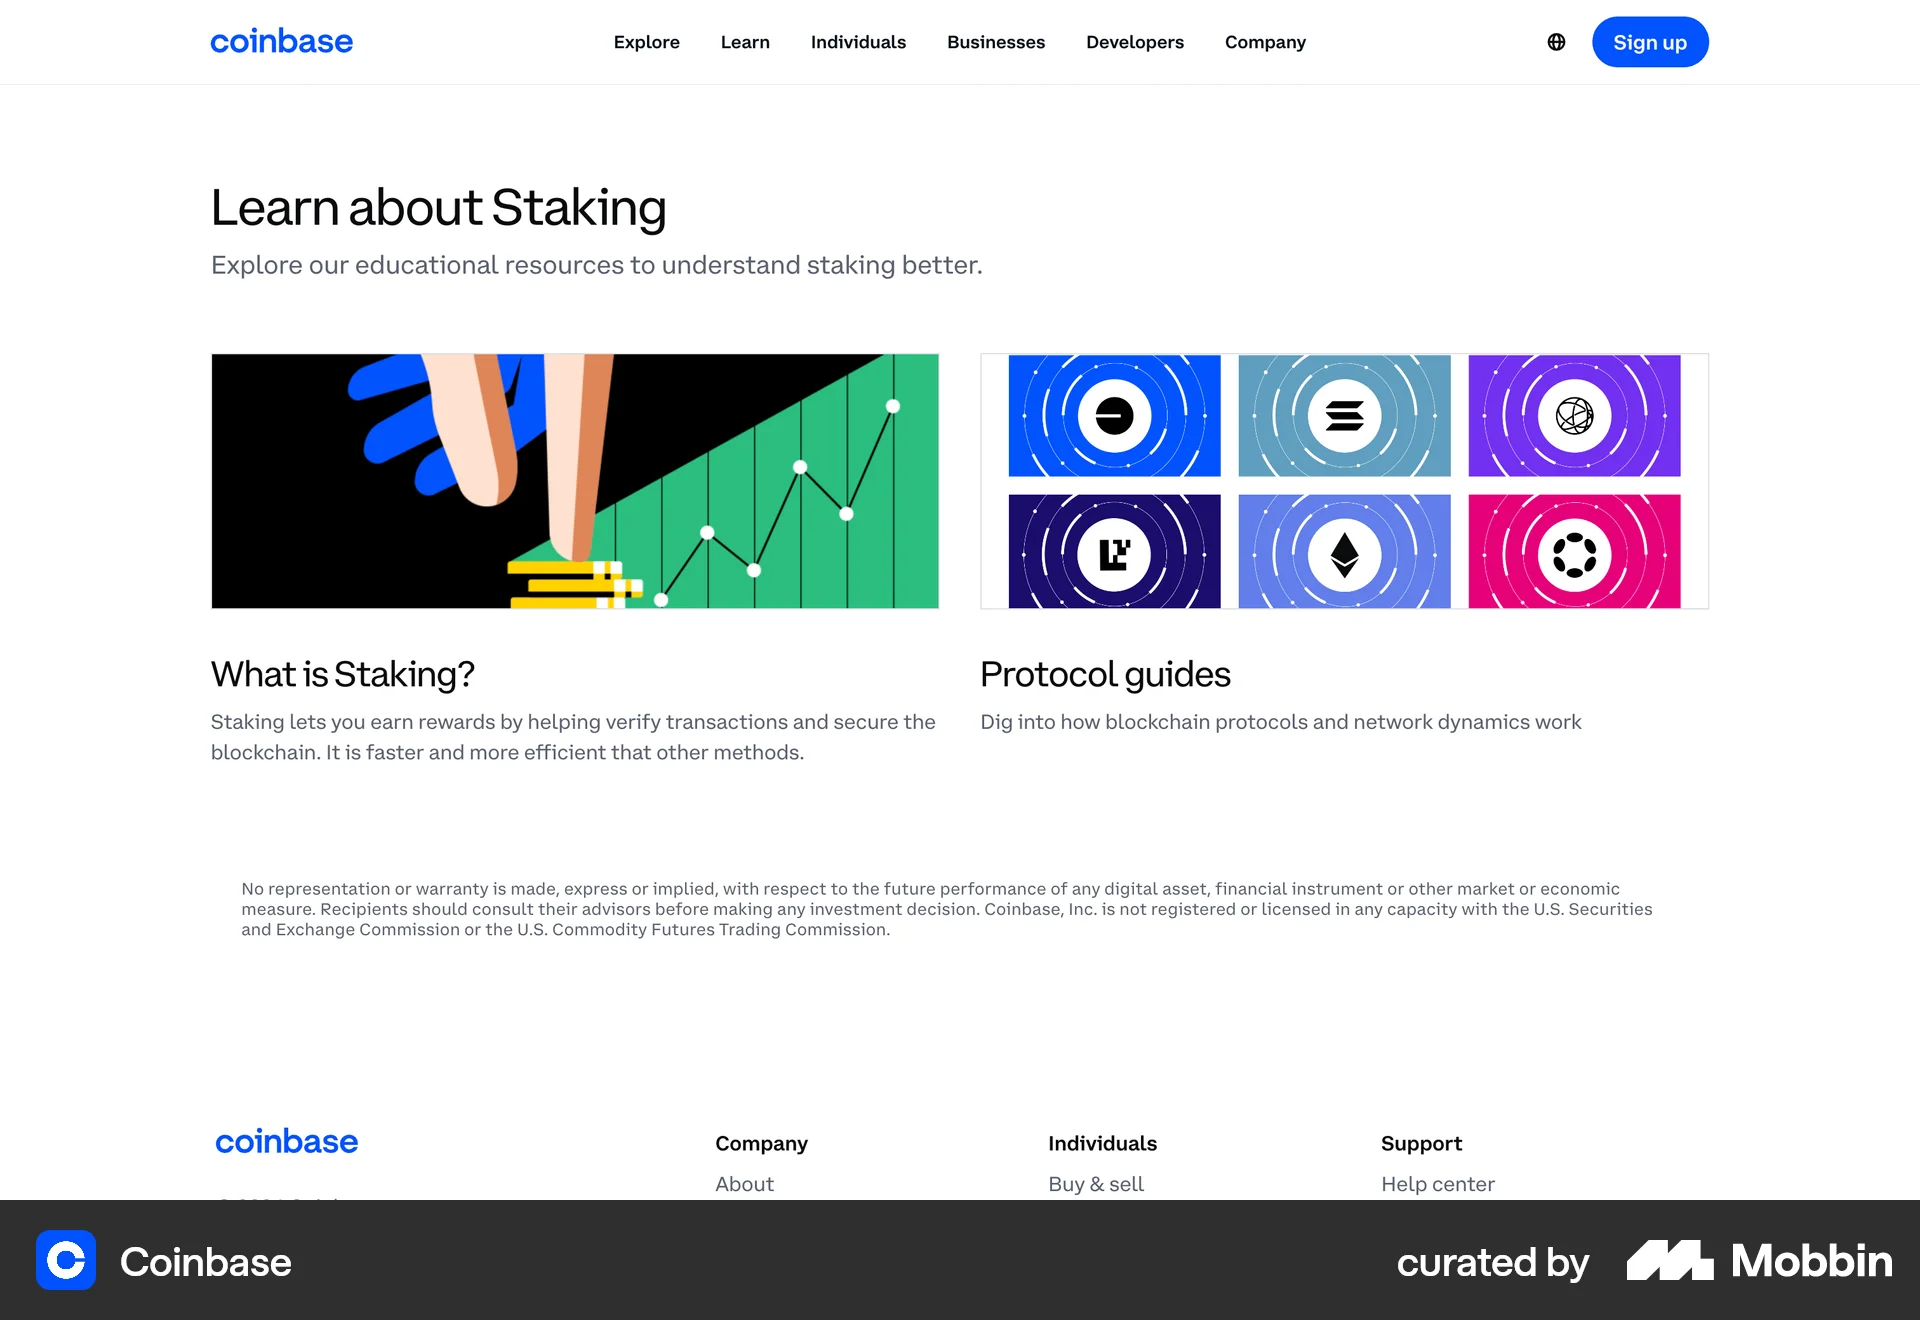 coinbase
Explore
Learn
Individuals
Businesses
Developers
Company
Sign up
Learn about Staking
Explore our educational resources to understand staking better.
What is Staking?
Staking lets you earn rewards by helping verify transactions and secure the
blockchain. It is faster and more efficient that other methods.
Protocol guides
Dig into how blockchain protocols and network dynamics work
No representation or warranty is made, express or implied, with respect to the future performance of any digital asset, financial instrument or other market or economic
measure. Recipients should consult their advisors before making any investment decision. Coinbase, Inc. is not registered or licensed in any capacity with the U.S. Securities
and Exchange Commission or the U.S. Commodity Futures Trading Commission.
coinbase
Company
About
Individuals
Buy & sell
Support
Help center
Coinbase
curated by
Mobbin